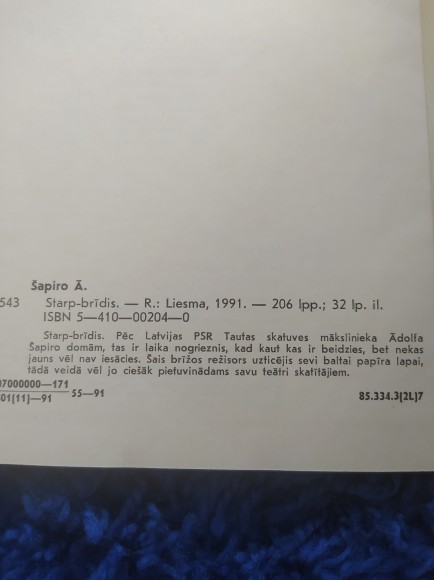 Šapiro Ā.
543 Starp-brīdis. — R.: Liesma, 1991. — 206 lpp.; 32 lp. il.
ISBN 5—410—00204—0
Starp-brīdis. Pēc Latvijas PSR Tautas skatuves mākslinieka Ādolfa
Šapiro domām, tas ir laika nogrieznis, kad kaut kas ir beidzies, bet nekas
jauns vēl nav iesācies. Šais brīžos režisors uzticējis sevi baltai papīra lapai,
tādā veidā vēl jo ciešāk pietuvinādams savu teātri skatītājiem.
07000000—171
01(11)—91
55—91
85.334.3(2L)7